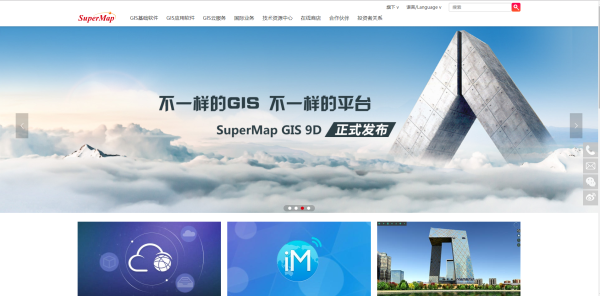 旗下 ∨ 语言/Language ∨ 搜索
SuperMap GIS基础软件 GIS应用软件 GIS云服务 国际业务 技术资源中心 在线商店 合作伙伴 投资者关系
不一样的GIS 不一样的平台
SuperMap GIS 9D 正式发布
iM